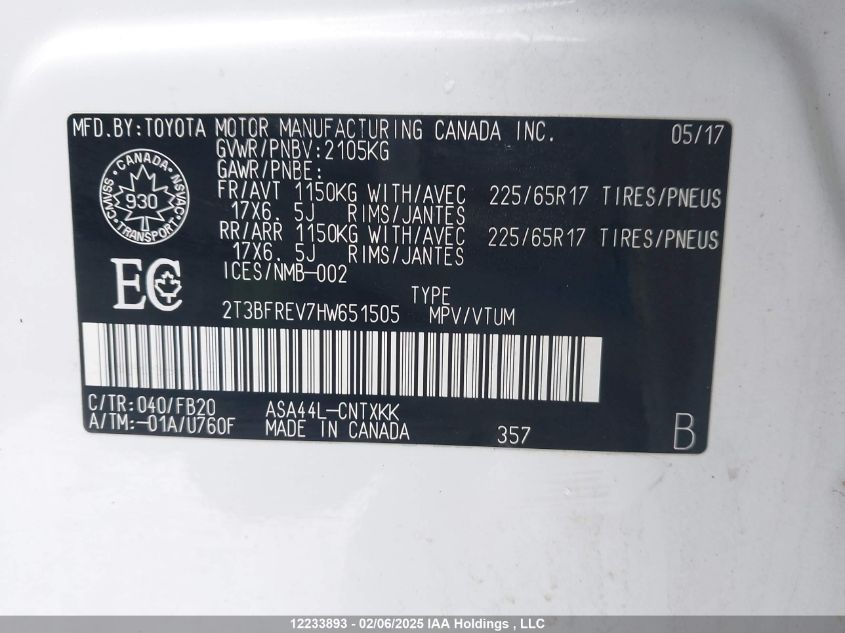 MFD.BY:TOYOTA MOTOR MANUFACTURING CANADA INC. 05/17
GVWR/PNBV:2105KG
GAWR/PNBE:
FR/AVT 1150KG WITH/AVEC 225/65R17 TIRES/PNEUS
17X6. 5J RIMS/JANTES
RR/ARR 1150KG WITH/AVEC 225/65R17 TIRES/PNEUS
17X6. 5J RIMS/JANTES
ICES/NMB-002
CANADA
CMVSS 930 NSVAC
TRANSPORT
EC
TYPE
2T3BFREV7HW651505 MPV/VTUM
C/TR:040/FB20 ASA44L-CNTXKK
A/TM:-01A/U760F MADE IN CANADA 357 B
12233893 - 02/06/2025 IAA Holdings , LLC